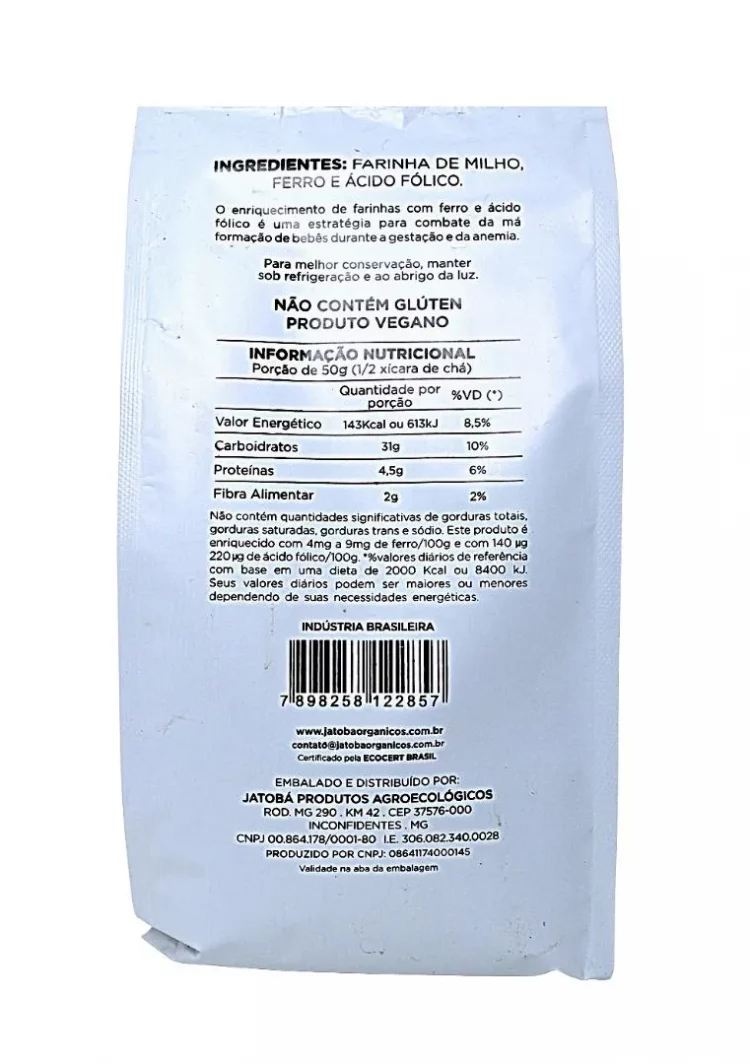 INGREDIENTES: FARINHA DE MILHO,
FERRO E ÁCIDO FÓLICO.
O enriquecimento de farinhas com ferro e ácido
fólico é uma estratégia para combate da má
formação de bebês durante a gestação e da anemia.
Para melhor conservação, manter
sob refrigeração e ao abrigo da luz.
NÃO CONTÉM GLÚTEN
PRODUTO VEGANO
INFORMAÇÃO NUTRICIONAL
Porção de 50g (1/2 xícara de chá)
Quantidade por porção %VD (*)
Valor Energético 143Kcal ou 613kJ 8,5%
Carboidratos 31g 10%
Proteínas 4,5g 6%
Fibra Alimentar 2g 2%
Não contém quantidades significativas de gorduras totais,
gorduras saturadas, gorduras trans e sódio. Este produto é
enriquecido com 4mg a 9mg de ferro/100g e com 140 µg
220µg de ácido fólico/100g. *%valores diários de referência
com base em uma dieta de 2000 Kcal ou 8400 kJ.
Seus valores diários podem ser maiores ou menores
dependendo de suas necessidades energéticas.
INDÚSTRIA BRASILEIRA
7 898258 122857
www.jatobaorganicos.com.br
contato@jatobaorganicos.com.br
Certificado pela ECOCERT BRASIL
EMBALADO E DISTRIBUÍDO POR:
JATOBÁ PRODUTOS AGROECOLÓGICOS
ROD. MG 290 . KM 42 . CEP 37576-000
INCONFIDENTES . MG
CNPJ 00.864.178/0001-80 I.E. 306.082.340.0028
PRODUZIDO POR CNPJ: 08641174000145
Validade na aba da embalagem